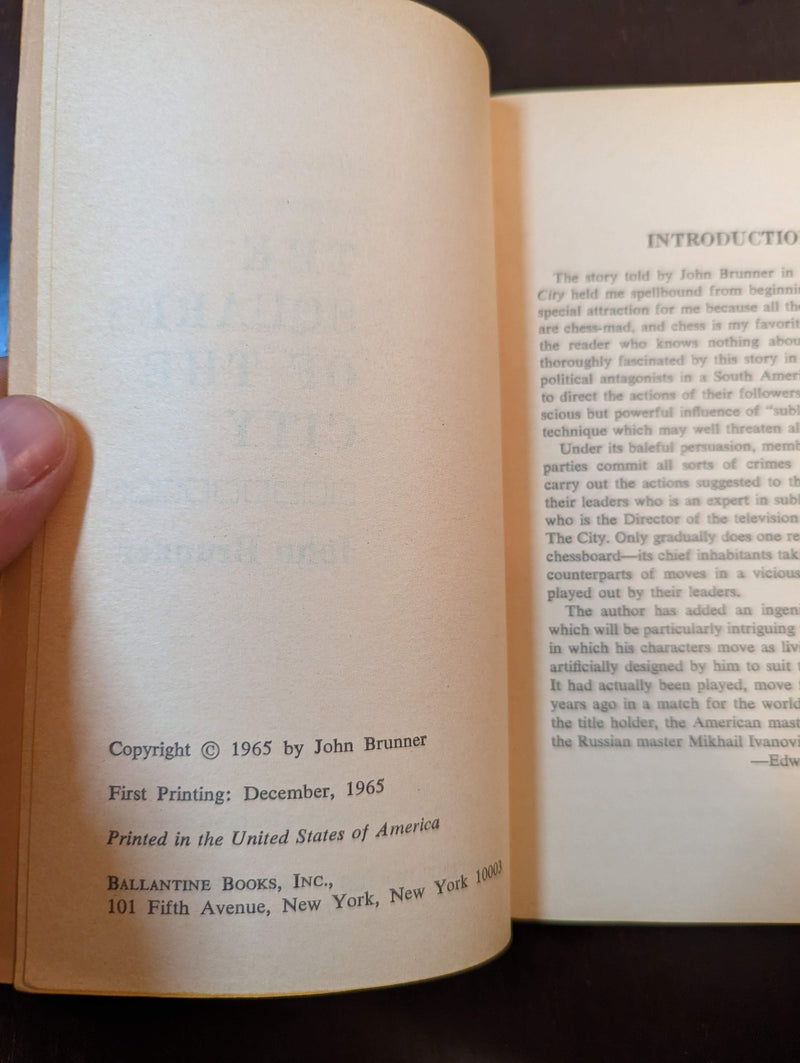 Copyright © 1965 by John Brunner
First Printing: December, 1965
Printed in the United States of America
BALLANTINE BOOKS, INC.,
101 Fifth Avenue, New York, New York 10003
INTRODUCTIO
The story told by John Brunner in
City held me spellbound from beginnin
special attraction for me because all the
are chess-mad, and chess is my favorit
the reader who knows nothing abou
thoroughly fascinated by this story in
political antagonists in a South Ameri
to direct the actions of their followers
scious but powerful influence of "subl
technique which may well threaten al
Under its baleful persuasion, memb
parties commit all sorts of crimes
carry out the actions suggested to th
their leaders who is an expert in subl
who is the Director of the television
The City. Only gradually does one re
chessboard—its chief inhabitants tak
counterparts of moves in a vicious
played out by their leaders.
The author has added an ingeni
which will be particularly intriguing
in which his characters move as livi
artificially designed by him to suit
It had actually been played, move
years ago in a match for the world
the title holder, the American mast
the Russian master Mikhail Ivanovi
—Edw